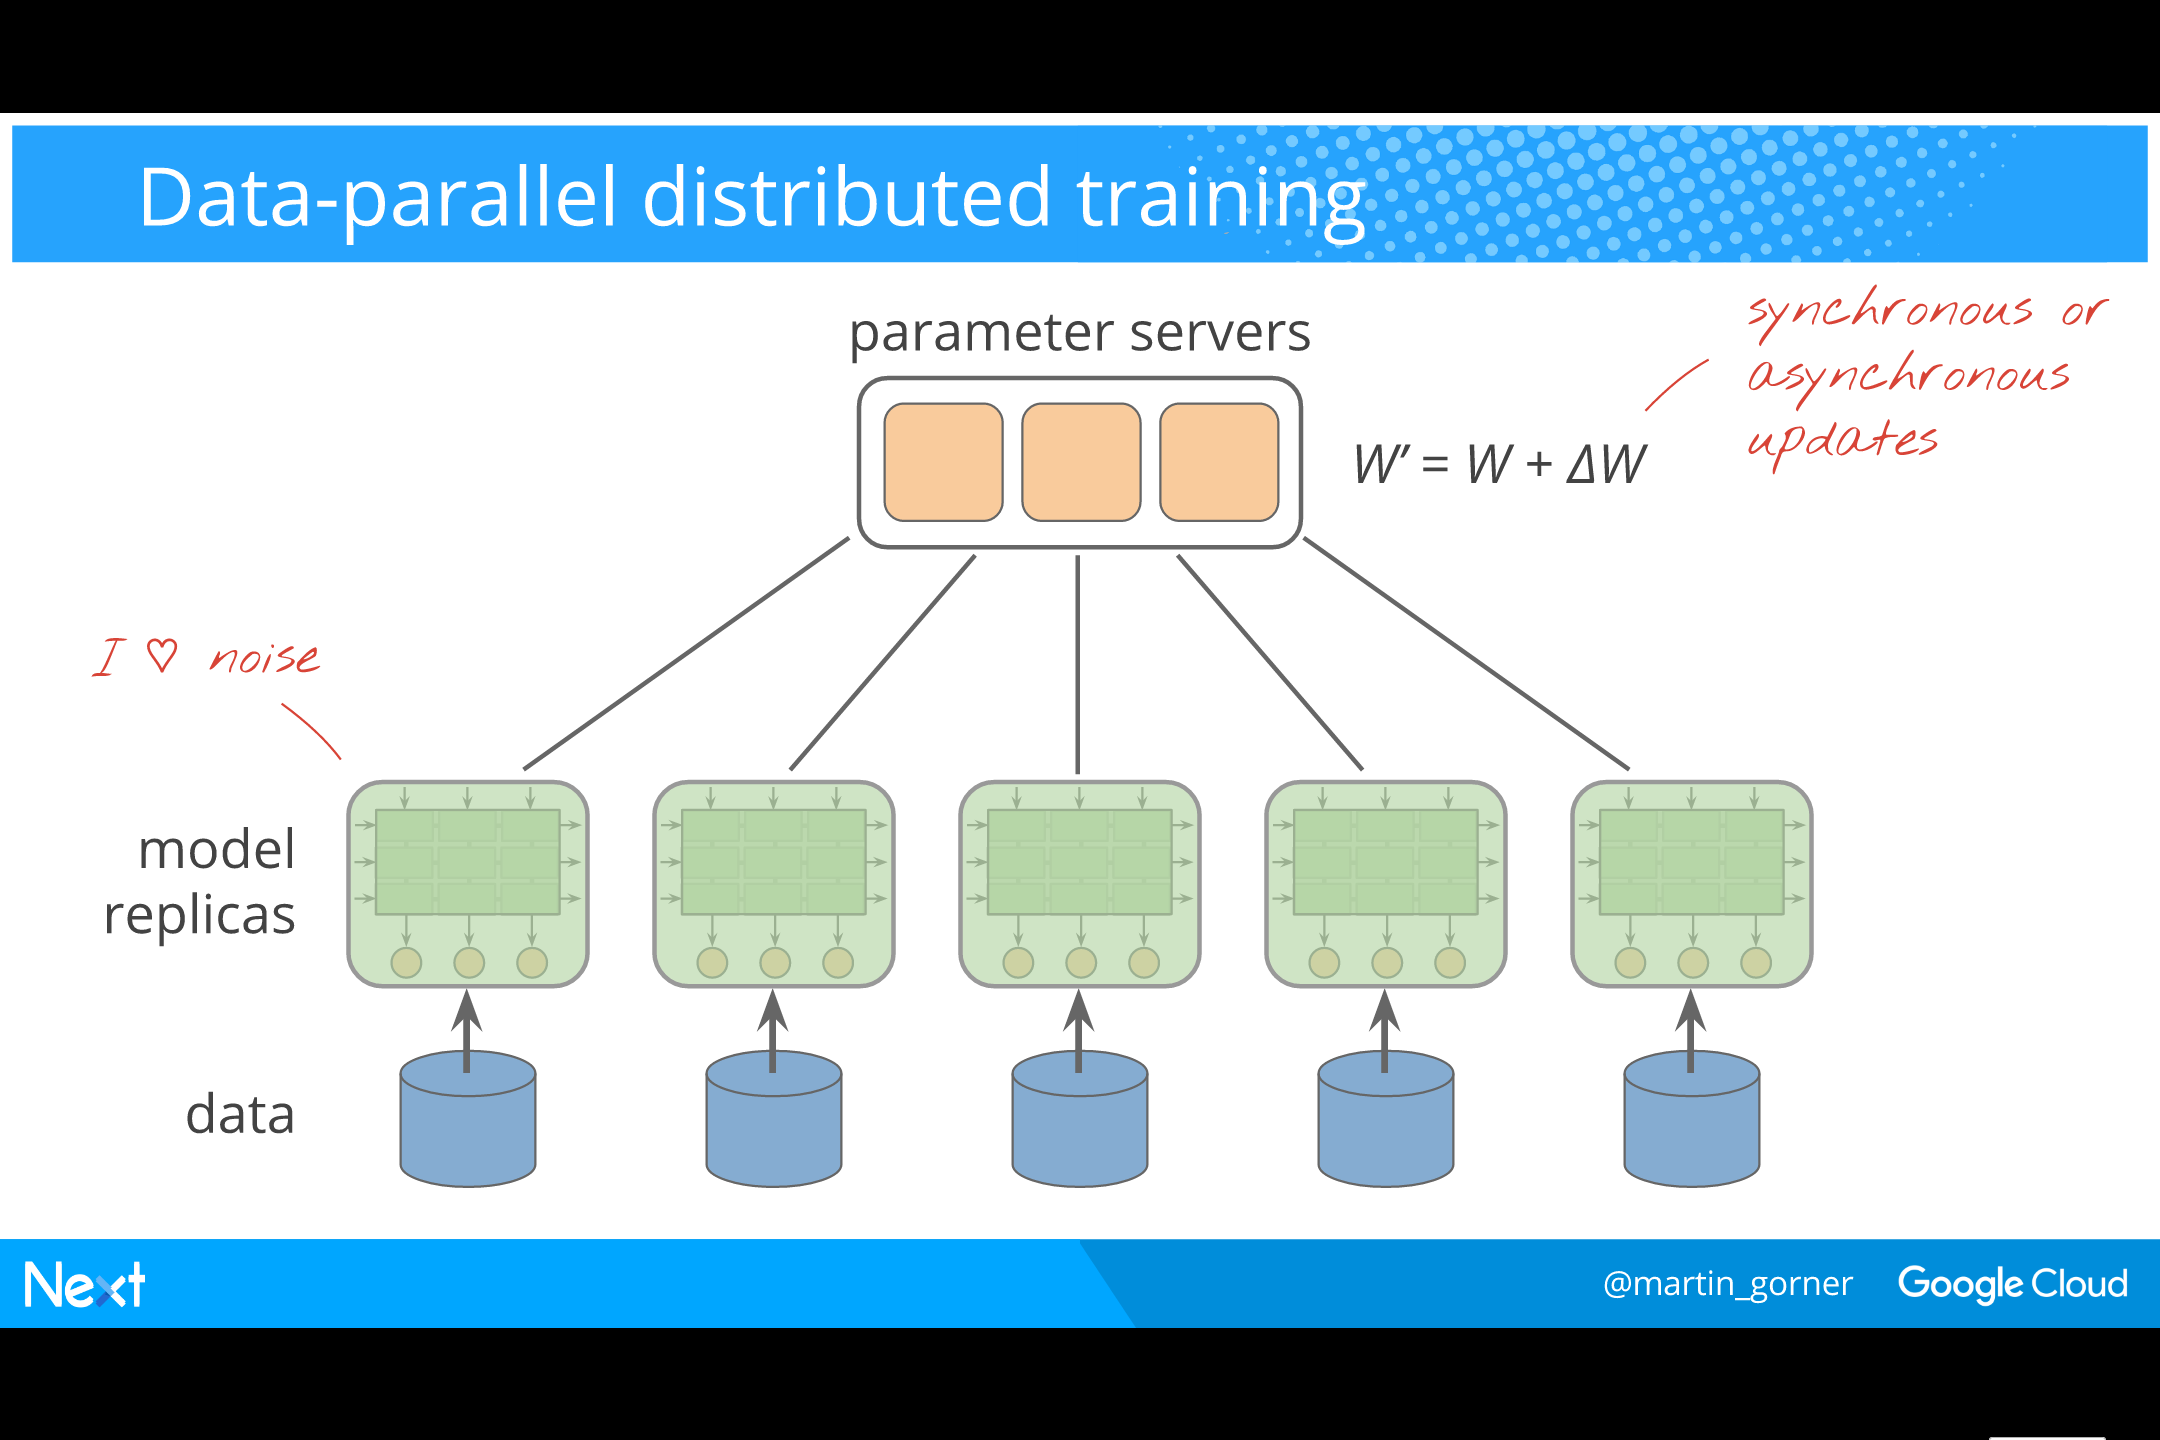 Data-parallel distributed training
parameter servers
synchronous or
asynchronous
updates
W' = W + ΔW
I ♡ noise
model
replicas
data
Next
@martin_gorner
Google Cloud